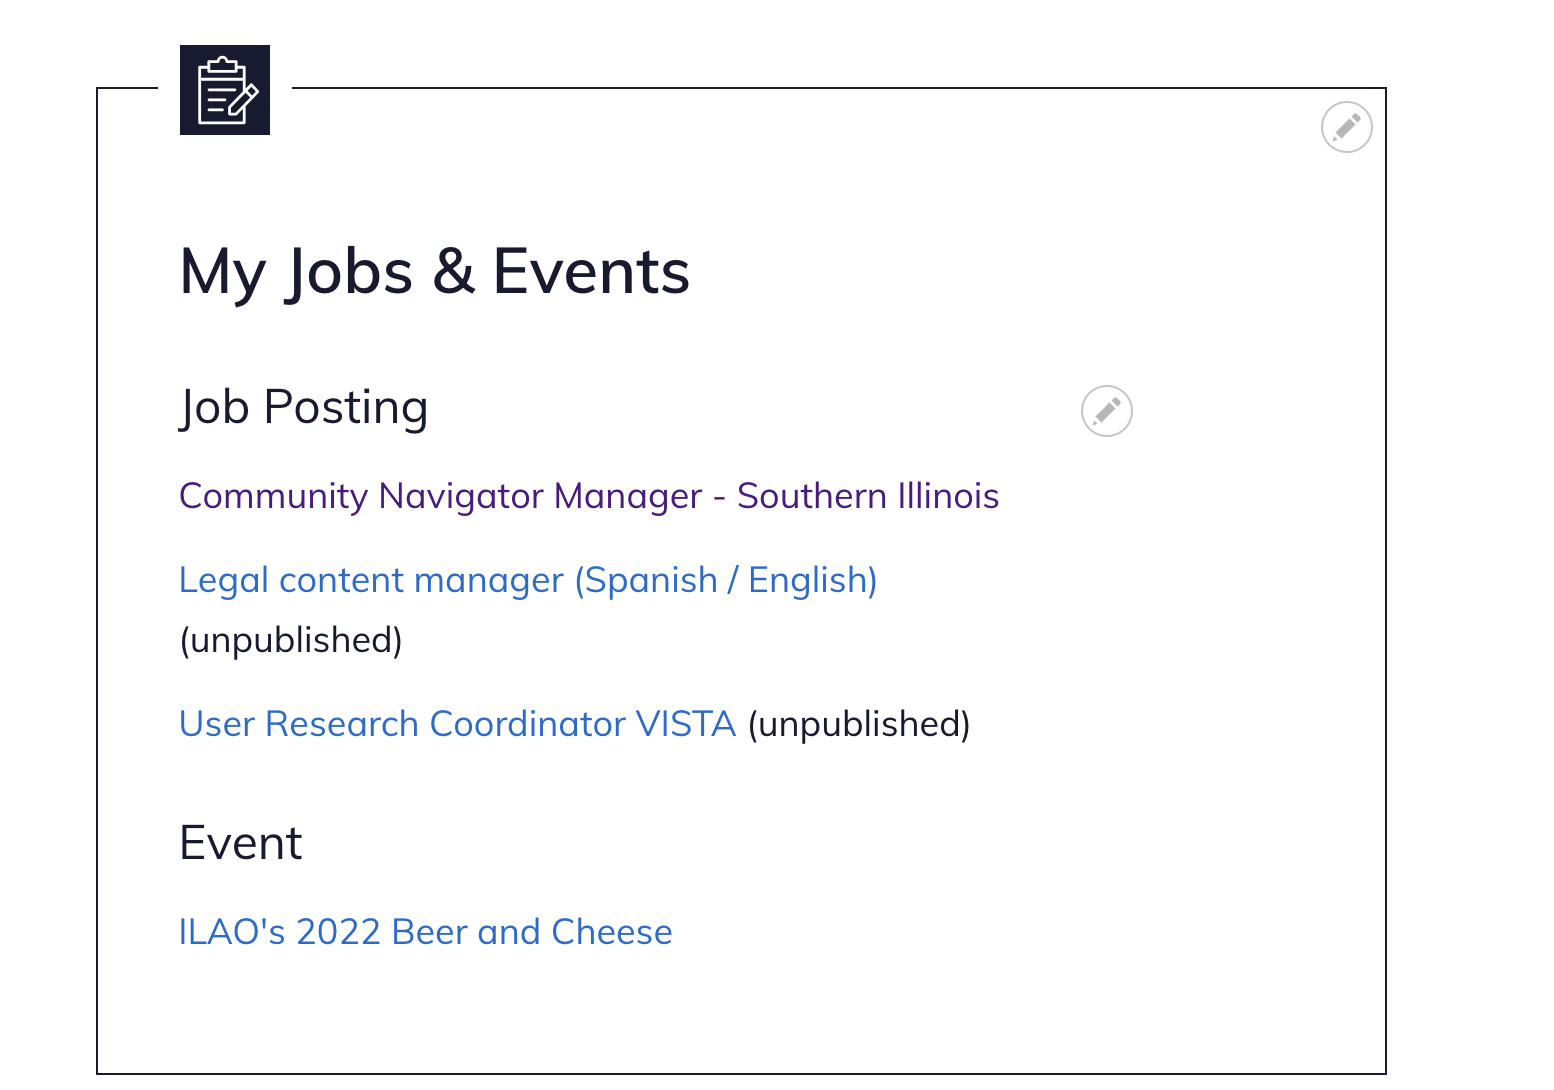 My Jobs & Events
Job Posting
Community Navigator Manager - Southern Illinois
Legal content manager (Spanish / English)
(unpublished)
User Research Coordinator VISTA (unpublished)
Event
ILAO's 2022 Beer and Cheese